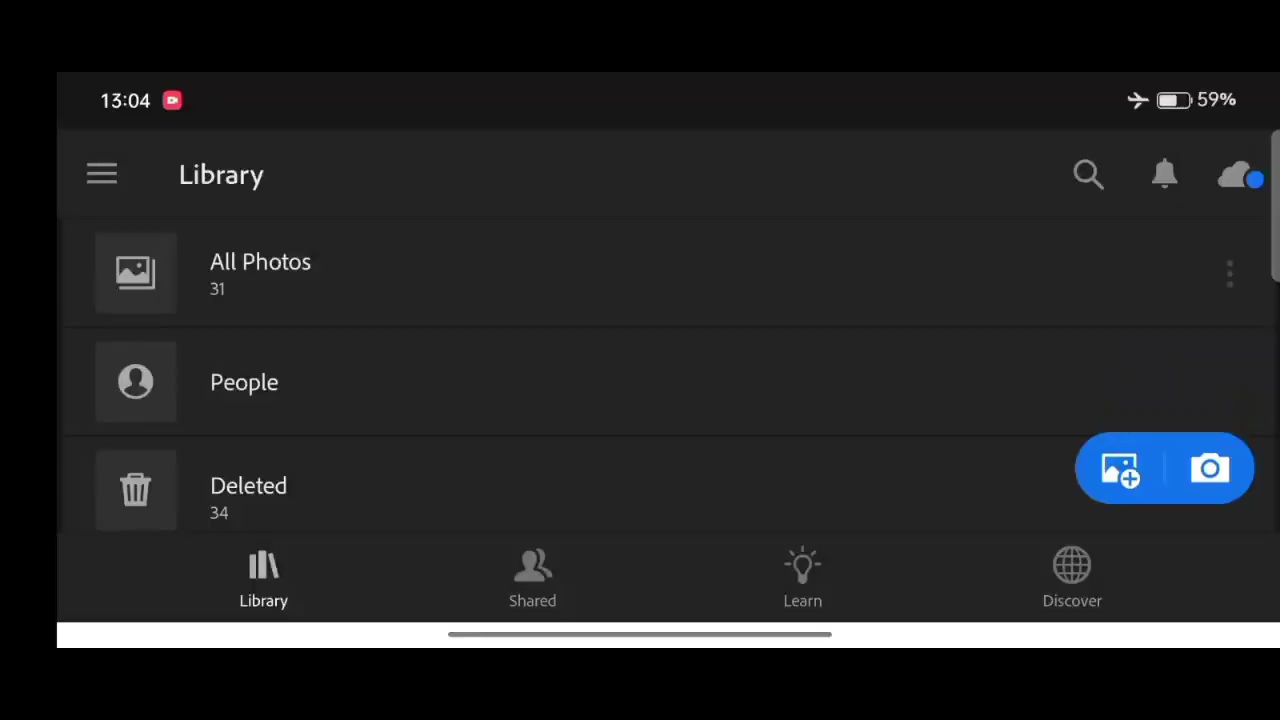 13:04
59%
Library
All Photos
31
People
Deleted
34
Library
Shared
Learn
Discover